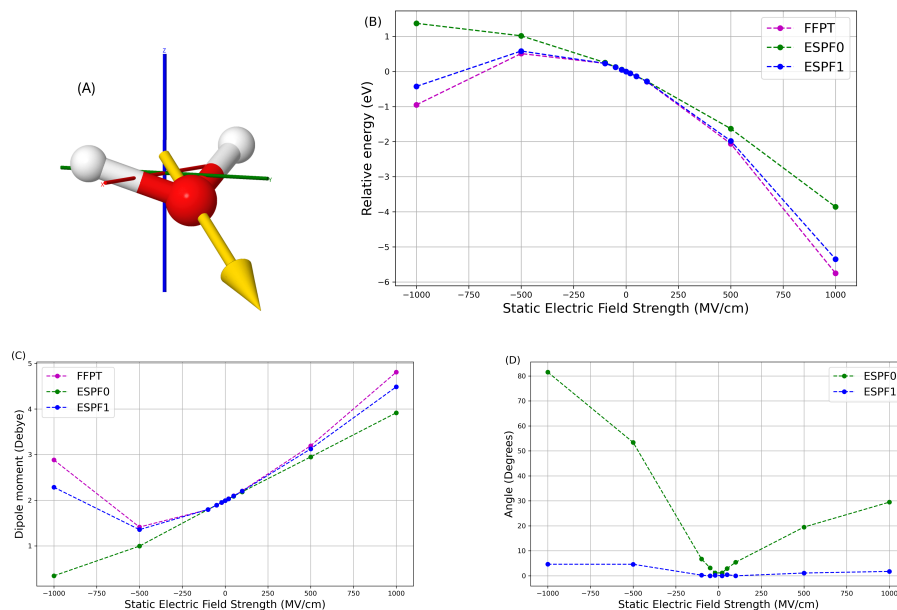 (A)
Z
X
Y
(B)
FFPT
ESPF0
ESPF1
Relative energy (eV)
1
0
−1
−2
−3
−4
−5
−6
−1000 −750 −500 −250 0 250 500 750 1000
Static Electric Field Strength (MV/cm)
(C)
FFPT
ESPF0
ESPF1
Dipole moment (Debye)
5
4
3
2
1
−1000 −750 −500 −250 0 250 500 750 1000
Static Electric Field Strength (MV/cm)
(D)
ESPF0
ESPF1
Angle (Degrees)
80
70
60
50
40
30
20
10
0
−1000 −750 −500 −250 0 250 500 750 1000
Static Electric Field Strength (MV/cm)